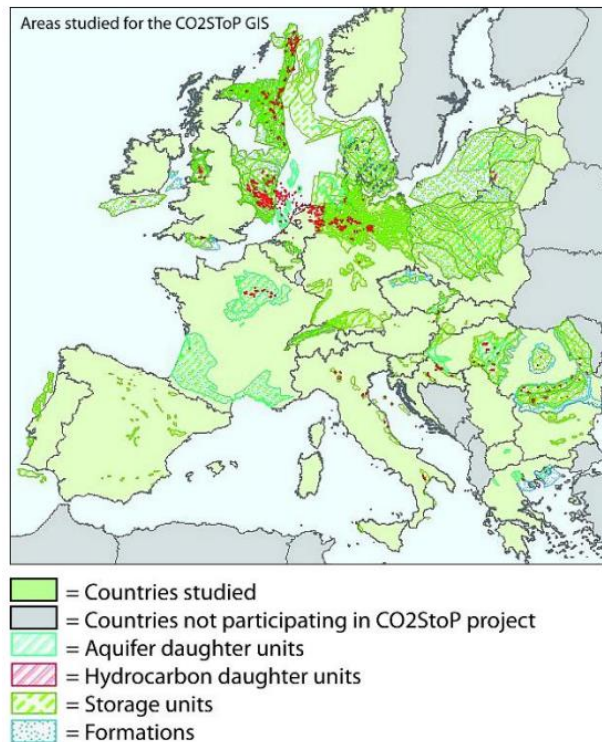 Areas studied for the CO2SToP GIS
= Countries studied
= Countries not participating in CO2StoP project
= Aquifer daughter units
= Hydrocarbon daughter units
= Storage units
= Formations